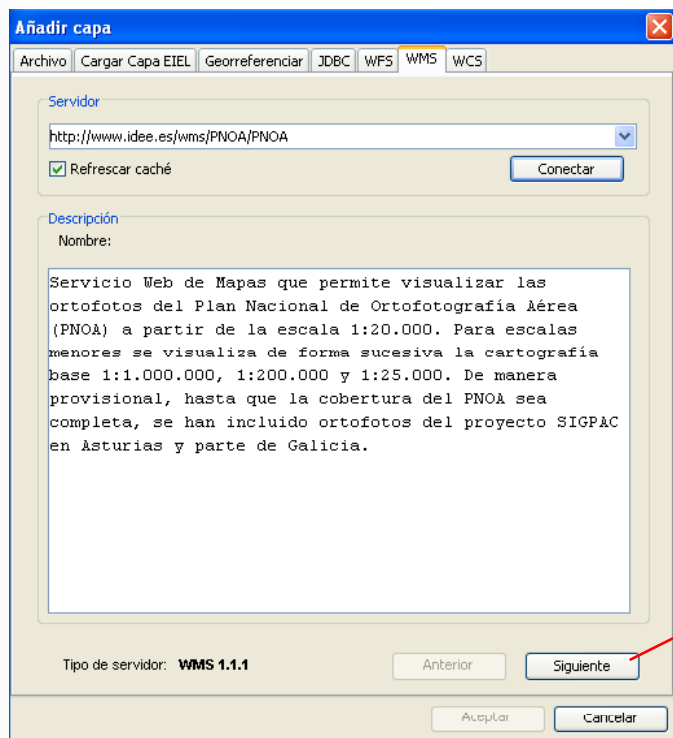 Añadir capa
Archivo Cargar Capa EIEL Georreferenciar JDBC WFS WMS WCS
Servidor
http://www.idee.es/wms/PNOA/PNOA
Refrescar caché Conectar
Descripción
Nombre:
Servicio Web de Mapas que permite visualizar las
ortofotos del Plan Nacional de Ortofotografía Aérea
(PNOA) a partir de la escala 1:20.000. Para escalas
menores se visualiza de forma sucesiva la cartografía
base 1:1.000.000, 1:200.000 y 1:25.000. De manera
provisional, hasta que la cobertura del PNOA sea
completa, se han incluido ortofotos del proyecto SIGPAC
en Asturias y parte de Galicia.
Tipo de servidor: WMS 1.1.1 Anterior Siguiente
Aceptar Cancelar